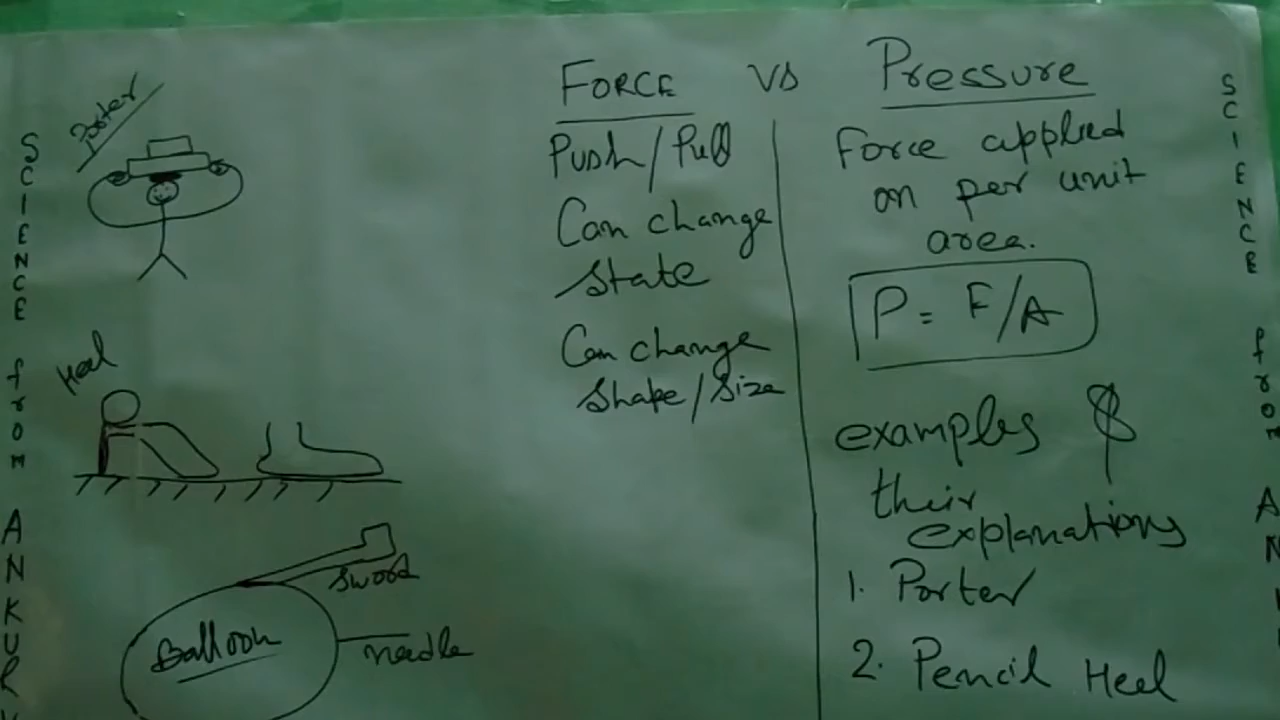 SCIENCE from ANKUR
Porter
Heel
sword
Balloon
needle
FORCE vs Pressure
Push/Pull
Can change
state
Can change
shape/size
Force applied
on per unit
area.
P = F/A
examples &
their
explanations
1. Porter
2. Pencil Heel
SCIENCE from AN